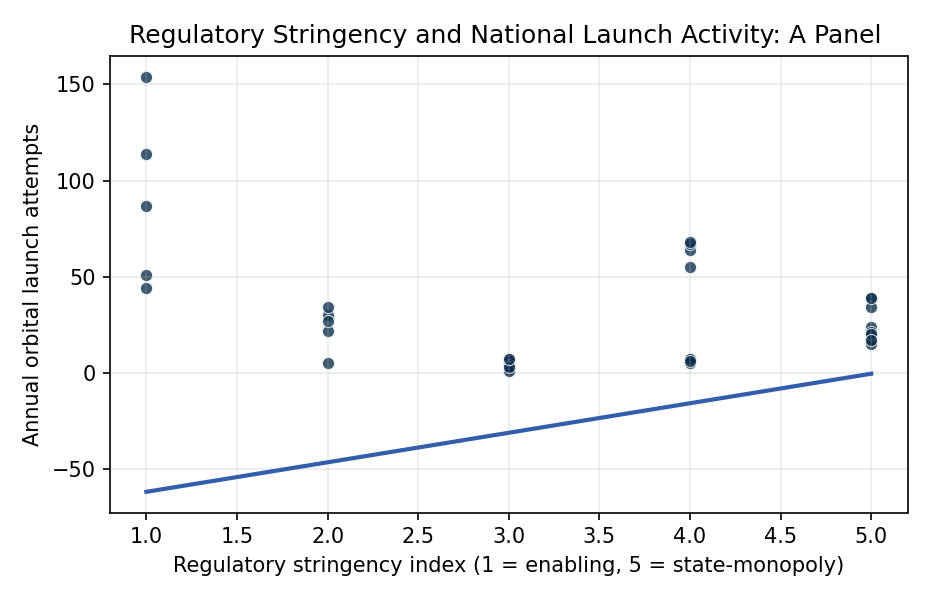 Regulatory Stringency and National Launch Activity: A Panel
150
100
50
0
−50
Annual orbital launch attempts
1.0 1.5 2.0 2.5 3.0 3.5 4.0 4.5 5.0
Regulatory stringency index (1 = enabling, 5 = state-monopoly)